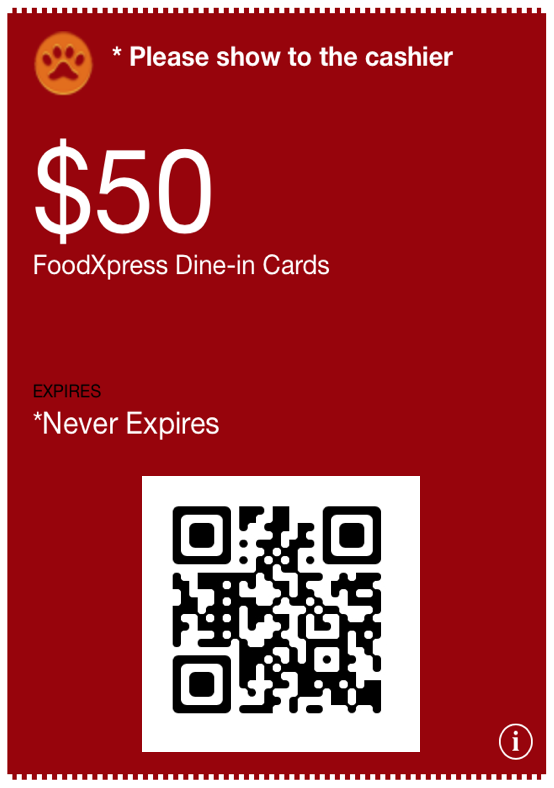 * Please show to the cashier
$50
FoodXpress Dine-in Cards
EXPIRES
*Never Expires
i